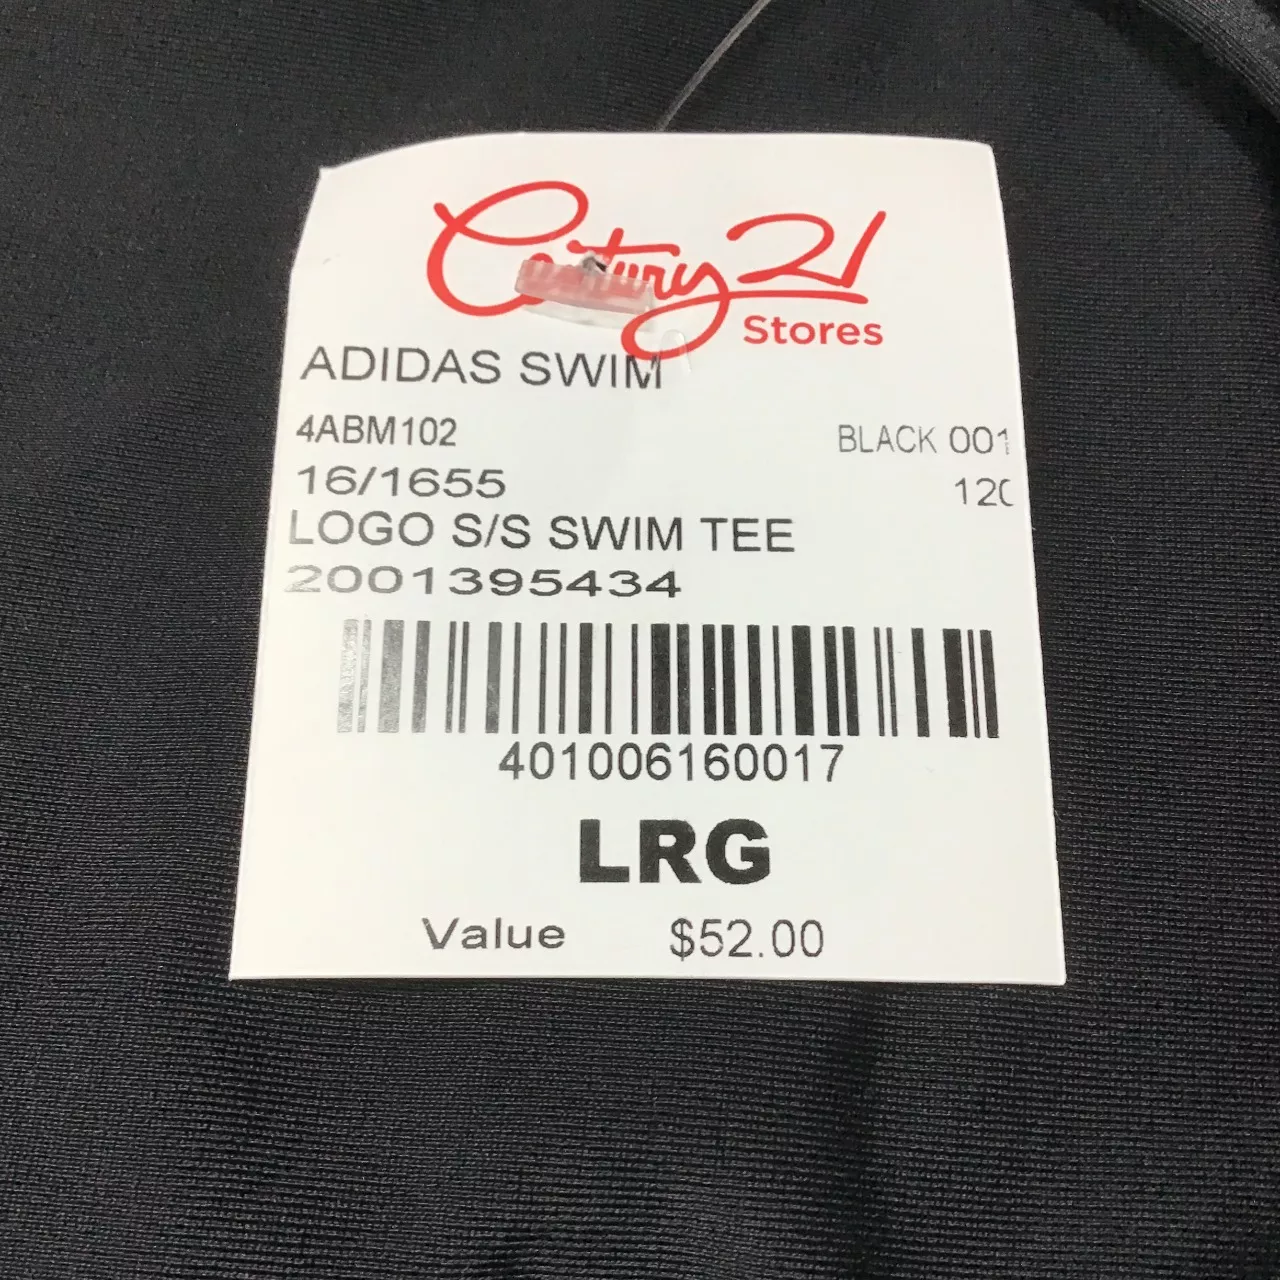 Century 21
Stores
ADIDAS SWIM
4ABM102 BLACK 001
16/1655 120
LOGO S/S SWIM TEE
2001395434
401006160017
LRG
Value $52.00